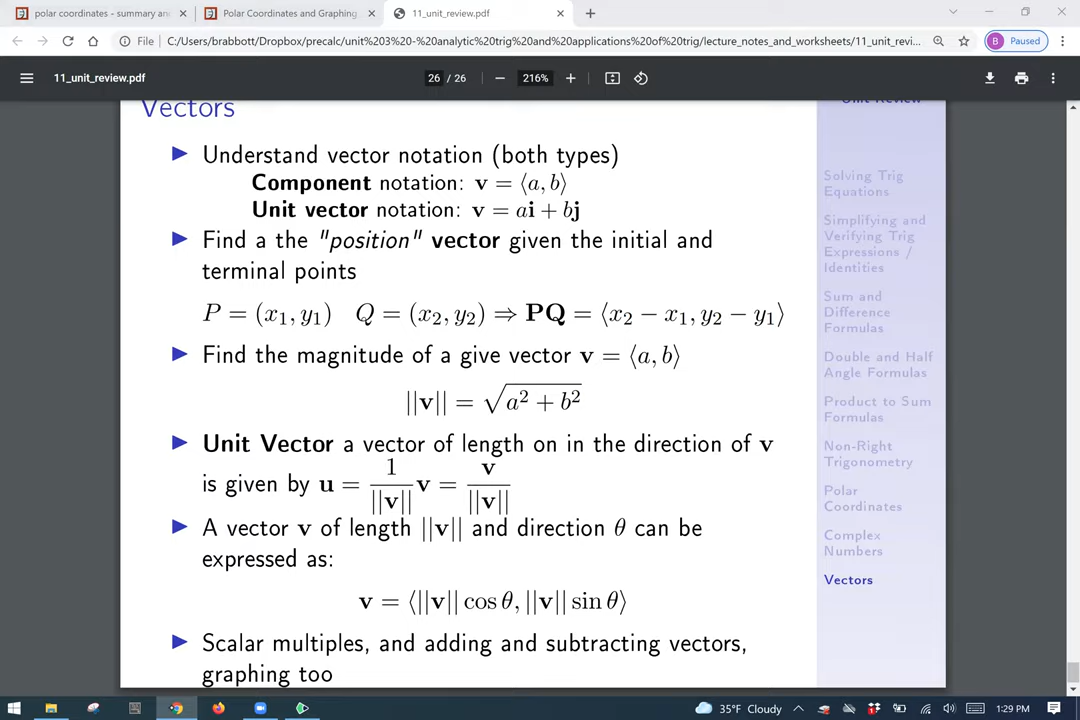 polar coordinates - summary an
Polar Coordinates and Graphing
11_unit_review.pdf
File
C:/Users/brabbott/Dropbox/precalc/unit%203%20-%20analytic%20trig%20and%20applications%20of%20trig/lecture_notes_and_worksheets/11_unit_revi...
B Paused
11_unit_review.pdf
26 / 26
216%
Vectors
Unit Review
▶ Understand vector notation (both types)
Component notation: v = ⟨a, b⟩
Unit vector notation: v = ai + bj
▶ Find a the "position" vector given the initial and
terminal points
P = (x₁, y₁) Q = (x₂, y₂) ⇒ PQ = ⟨x₂ − x₁, y₂ − y₁⟩
▶ Find the magnitude of a give vector v = ⟨a, b⟩
||v|| = √(a² + b²)
▶ Unit Vector a vector of length on in the direction of v
is given by u = 1/||v|| v = v/||v||
▶ A vector v of length ||v|| and direction θ can be
expressed as:
v = ⟨||v|| cos θ, ||v|| sin θ⟩
▶ Scalar multiples, and adding and subtracting vectors,
graphing too
Solving Trig
Equations
Simplifying and
Verifying Trig
Expressions /
Identities
Sum and
Difference
Formulas
Double and Half
Angle Formulas
Product to Sum
Formulas
Non-Right
Trigonometry
Polar
Coordinates
Complex
Numbers
Vectors
35°F Cloudy
1:29 PM